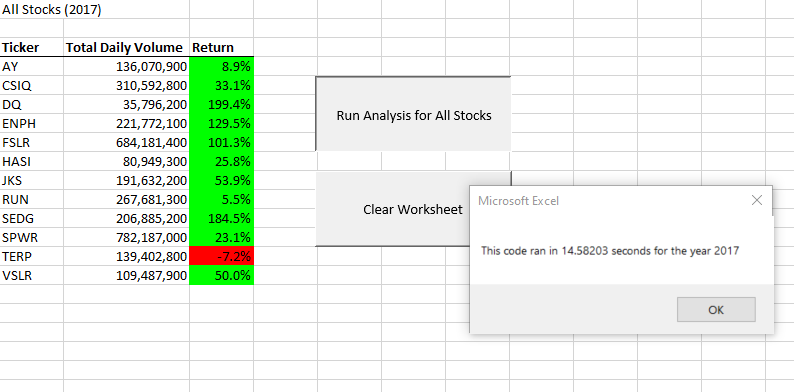 All Stocks (2017)
Ticker Total Daily Volume Return
AY 136,070,900 8.9%
CSIQ 310,592,800 33.1%
DQ 35,796,200 199.4%
ENPH 221,772,100 129.5%
FSLR 684,181,400 101.3%
HASI 80,949,300 25.8%
JKS 191,632,200 53.9%
RUN 267,681,300 5.5%
SEDG 206,885,200 184.5%
SPWR 782,187,000 23.1%
TERP 139,402,800 -7.2%
VSLR 109,487,900 50.0%
Run Analysis for All Stocks
Clear Worksheet
Microsoft Excel
This code ran in 14.58203 seconds for the year 2017
OK